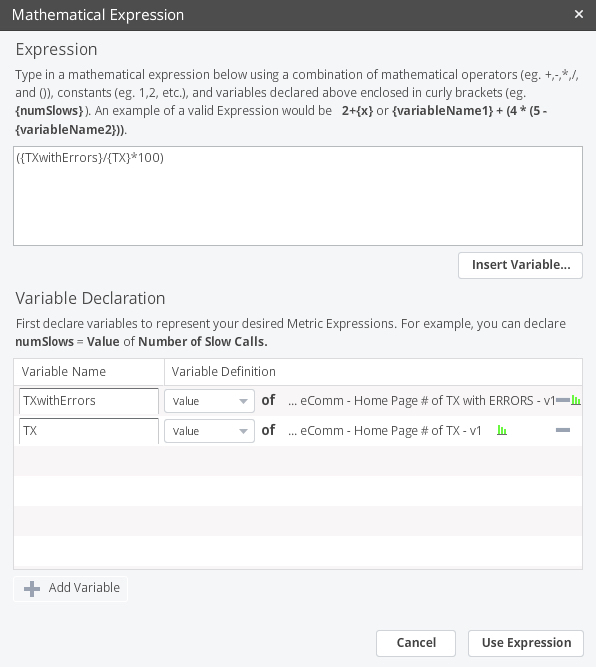 Mathematical Expression ×
Expression
Type in a mathematical expression below using a combination of mathematical operators (eg. +,-,*,/,
and ()), constants (eg. 1,2, etc.), and variables declared above enclosed in curly brackets (eg.
{numSlows}). An example of a valid Expression would be 2+{x} or {variableName1} + (4 * (5 -
{variableName2})).
({TXwithErrors}/{TX}*100)
Insert Variable...
Variable Declaration
First declare variables to represent your desired Metric Expressions. For example, you can declare
numSlows = Value of Number of Slow Calls.
Variable Name Variable Definition
TXwithErrors Value of ... eComm - Home Page # of TX with ERRORS - v1
TX Value of ... eComm - Home Page # of TX - v1
Add Variable
Cancel Use Expression